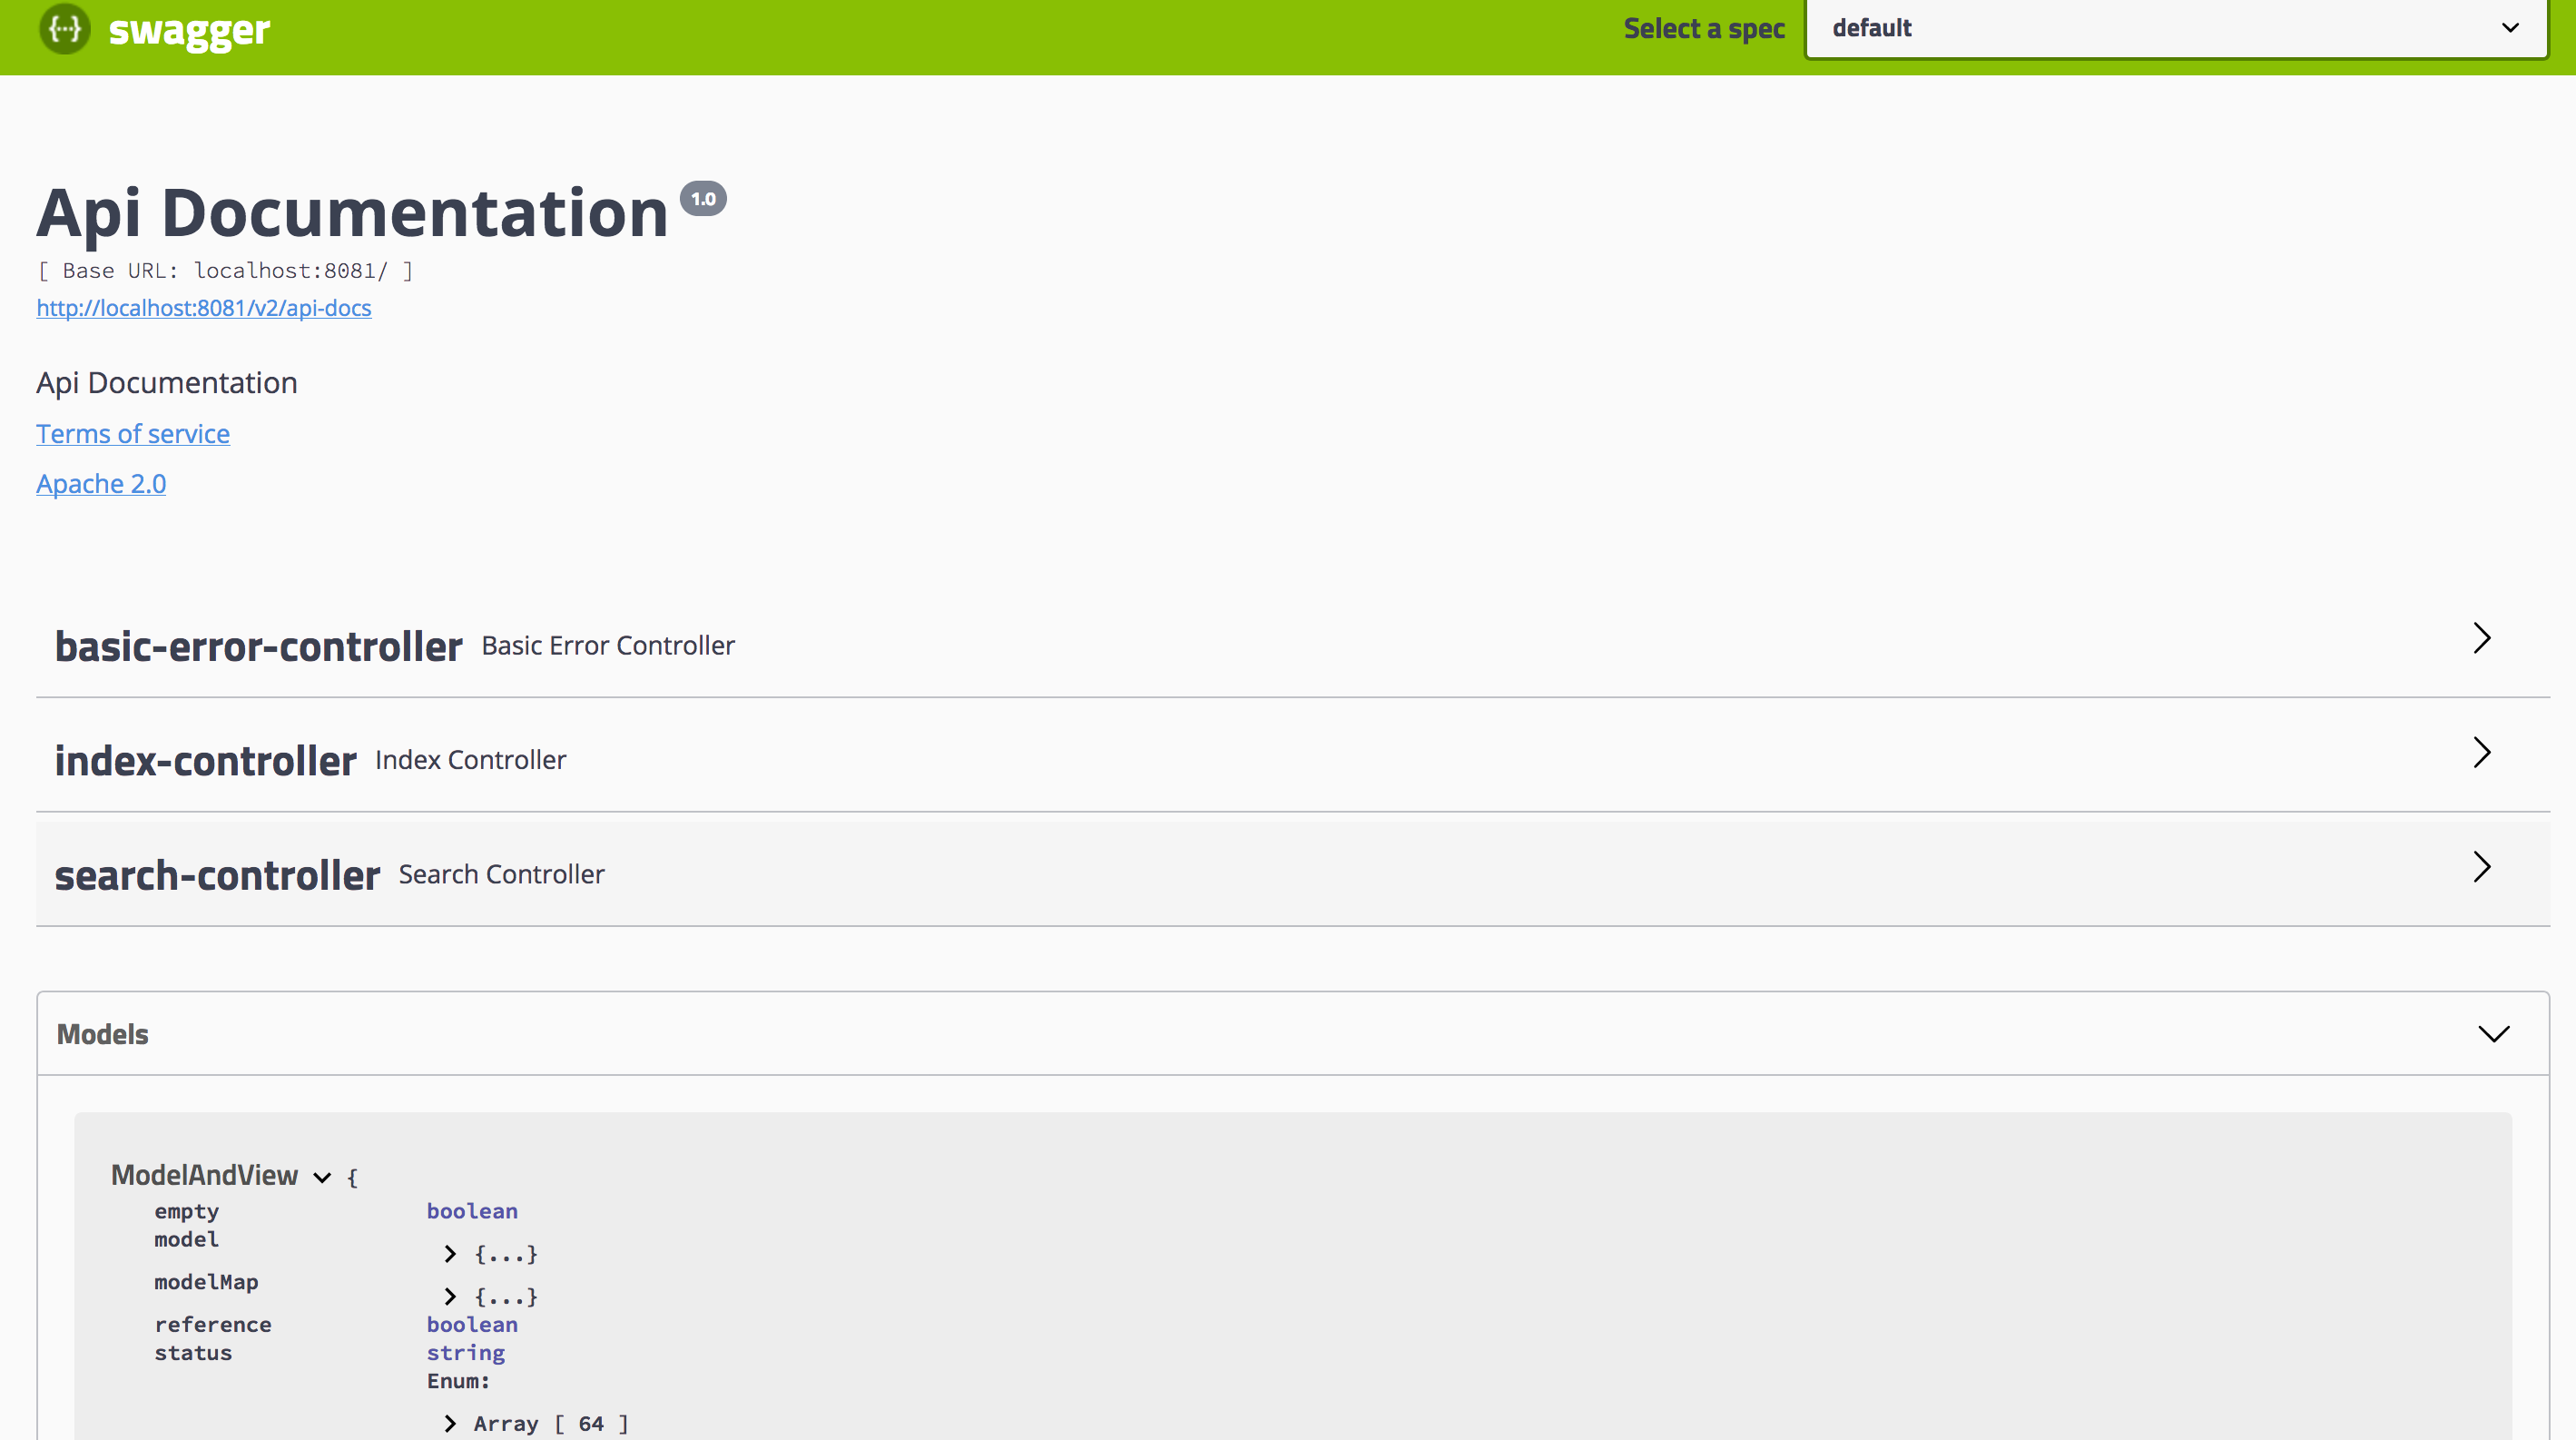 {...} swagger Select a spec default
Api Documentation 1.0
[ Base URL: localhost:8081/ ]
http://localhost:8081/v2/api-docs
Api Documentation
Terms of service
Apache 2.0
basic-error-controller Basic Error Controller
index-controller Index Controller
search-controller Search Controller
Models
ModelAndView {
empty boolean
model {...}
modelMap {...}
reference boolean
status string
Enum:
Array [ 64 ]